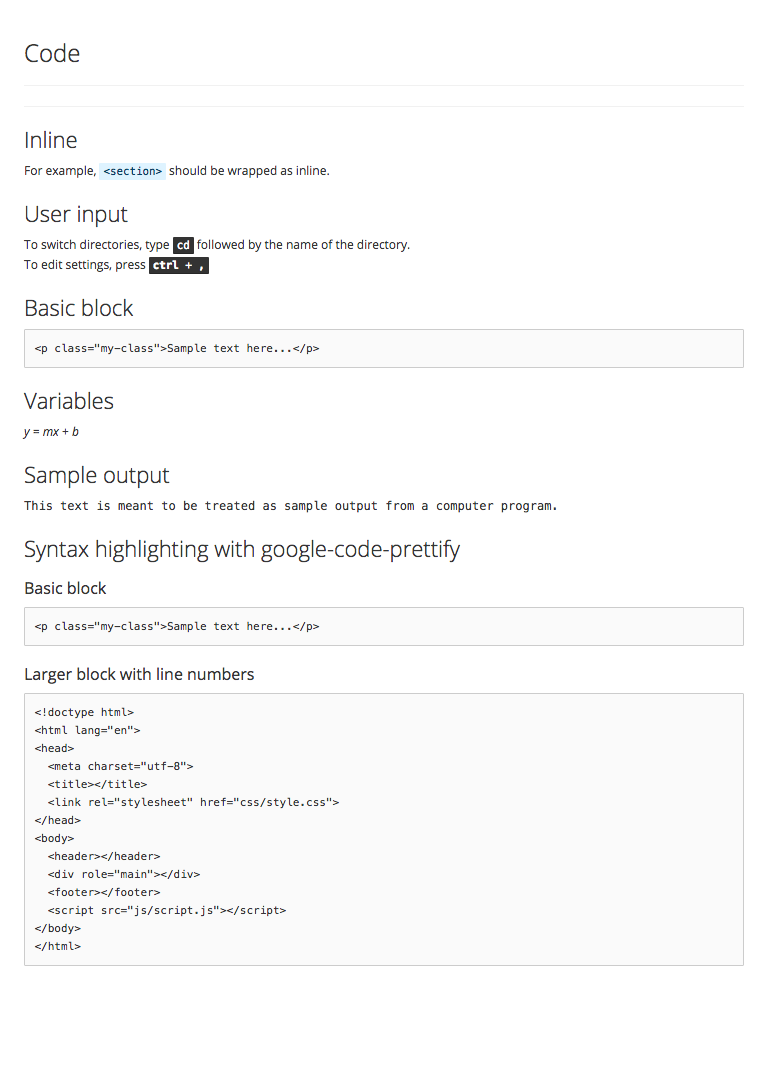 Code
Inline
For example, <section> should be wrapped as inline.
User input
To switch directories, type cd followed by the name of the directory.
To edit settings, press ctrl + ,
Basic block
<p class="my-class">Sample text here...</p>
Variables
y = mx + b
Sample output
This text is meant to be treated as sample output from a computer program.
Syntax highlighting with google-code-prettify
Basic block
<p class="my-class">Sample text here...</p>
Larger block with line numbers
<!doctype html>
<html lang="en">
<head>
  <meta charset="utf-8">
  <title></title>
  <link rel="stylesheet" href="css/style.css">
</head>
<body>
  <header></header>
  <div role="main"></div>
  <footer></footer>
  <script src="js/script.js"></script>
</body>
</html>